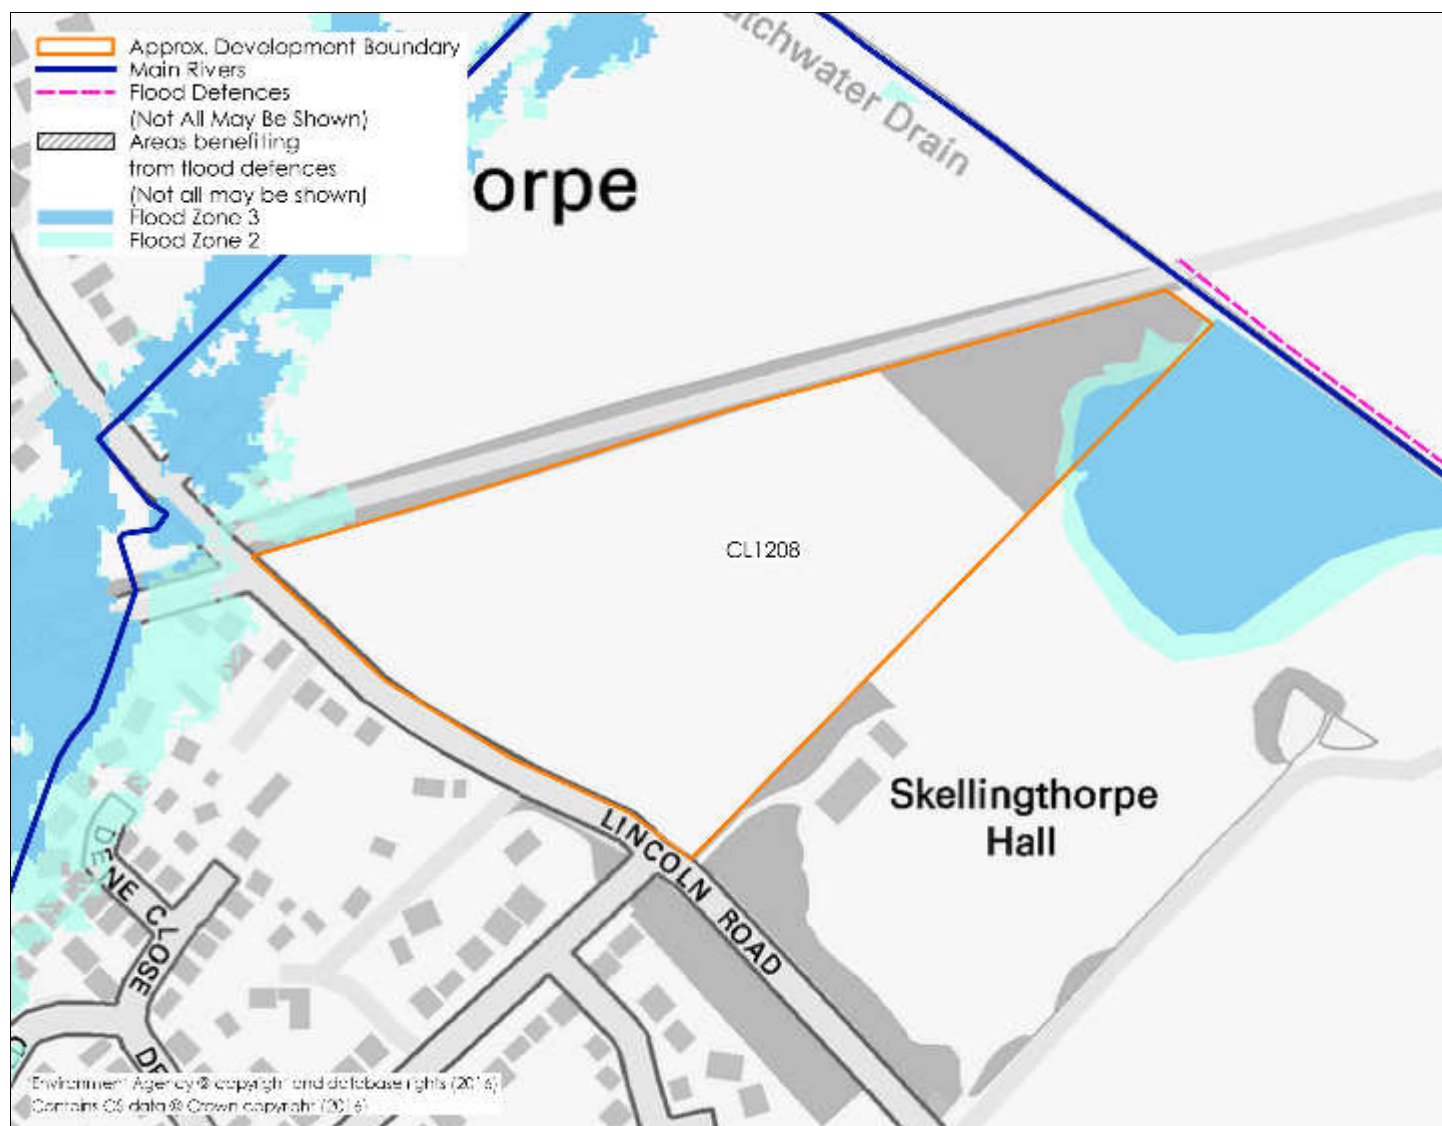 Approx. Development Boundary
Main Rivers
Flood Defences
(Not All May Be Shown)
Areas benefiting
from flood defences
(Not all may be shown)
Flood Zone 3
Flood Zone 2
atchwater Drain
orpe
CL1208
Skellingthorpe
Hall
LINCOLN ROAD
DENE CLOSE
DE
Environment Agency © copyright and database rights (2016)
Contains OS data © Crown copyright (2016)